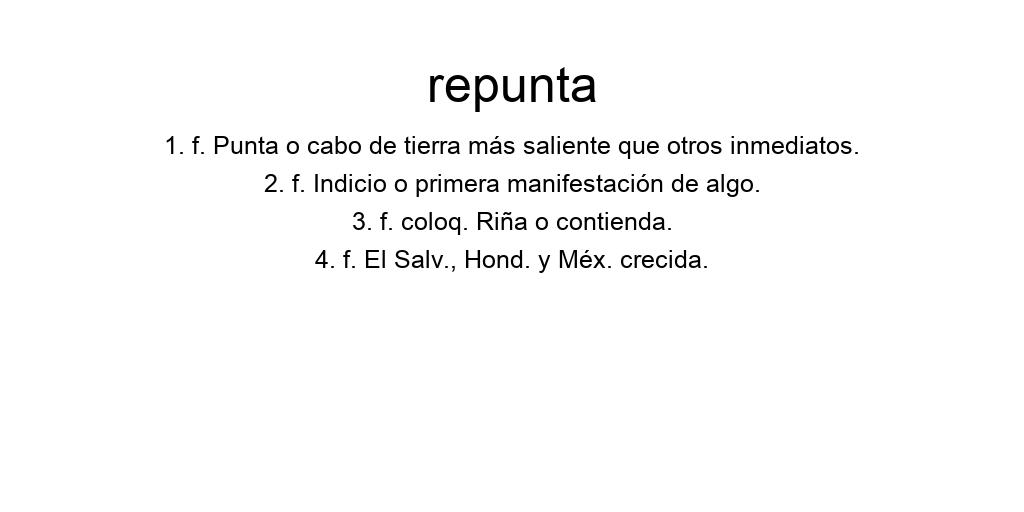 repunta
1. f. Punta o cabo de tierra más saliente que otros inmediatos.
2. f. Indicio o primera manifestación de algo.
3. f. coloq. Riña o contienda.
4. f. El Salv., Hond. y Méx. crecida.